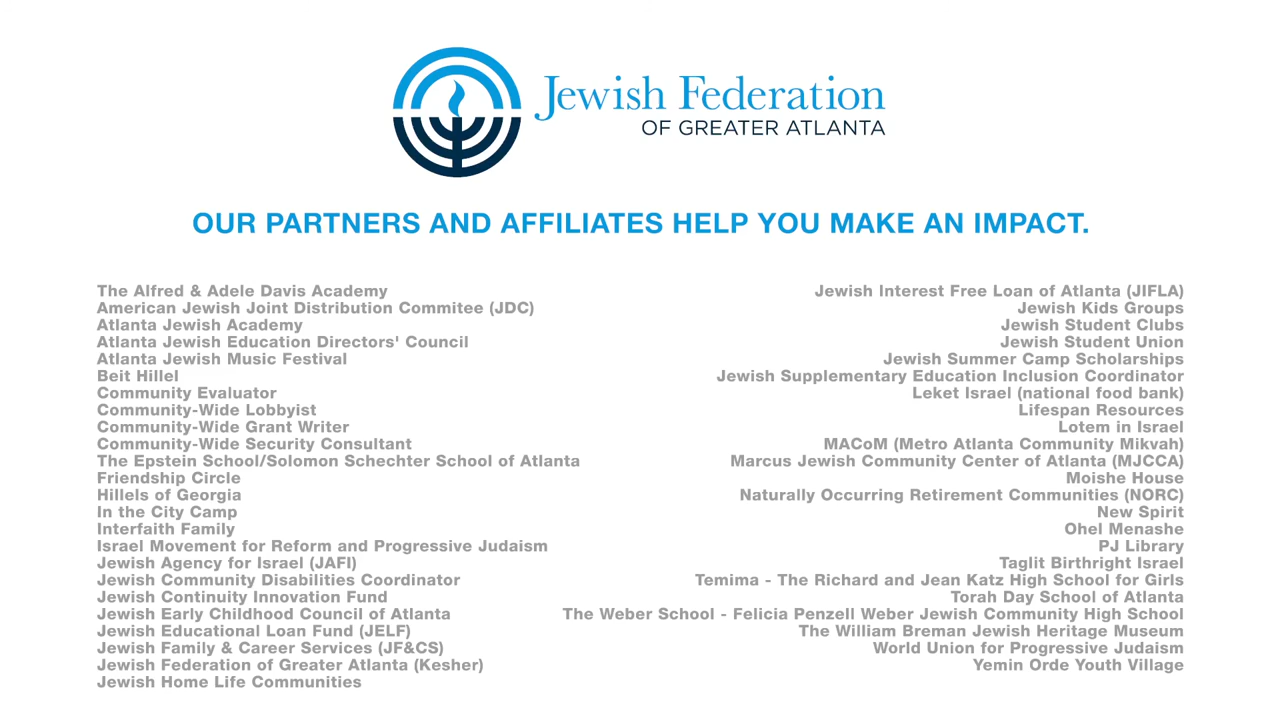 Jewish Federation
OF GREATER ATLANTA
OUR PARTNERS AND AFFILIATES HELP YOU MAKE AN IMPACT.
The Alfred & Adele Davis Academy
American Jewish Joint Distribution Commitee (JDC)
Atlanta Jewish Academy
Atlanta Jewish Education Directors' Council
Atlanta Jewish Music Festival
Beit Hillel
Community Evaluator
Community-Wide Lobbyist
Community-Wide Grant Writer
Community-Wide Security Consultant
The Epstein School/Solomon Schechter School of Atlanta
Friendship Circle
Hillels of Georgia
In the City Camp
Interfaith Family
Israel Movement for Reform and Progressive Judaism
Jewish Agency for Israel (JAFI)
Jewish Community Disabilities Coordinator
Jewish Continuity Innovation Fund
Jewish Early Childhood Council of Atlanta
Jewish Educational Loan Fund (JELF)
Jewish Family & Career Services (JF&CS)
Jewish Federation of Greater Atlanta (Kesher)
Jewish Home Life Communities
Jewish Interest Free Loan of Atlanta (JIFLA)
Jewish Kids Groups
Jewish Student Clubs
Jewish Student Union
Jewish Summer Camp Scholarships
Jewish Supplementary Education Inclusion Coordinator
Leket Israel (national food bank)
Lifespan Resources
Lotem in Israel
MACoM (Metro Atlanta Community Mikvah)
Marcus Jewish Community Center of Atlanta (MJCCA)
Moishe House
Naturally Occurring Retirement Communities (NORC)
New Spirit
Ohel Menashe
PJ Library
Taglit Birthright Israel
Temima - The Richard and Jean Katz High School for Girls
Torah Day School of Atlanta
The Weber School - Felicia Penzell Weber Jewish Community High School
The William Breman Jewish Heritage Museum
World Union for Progressive Judaism
Yemin Orde Youth Village